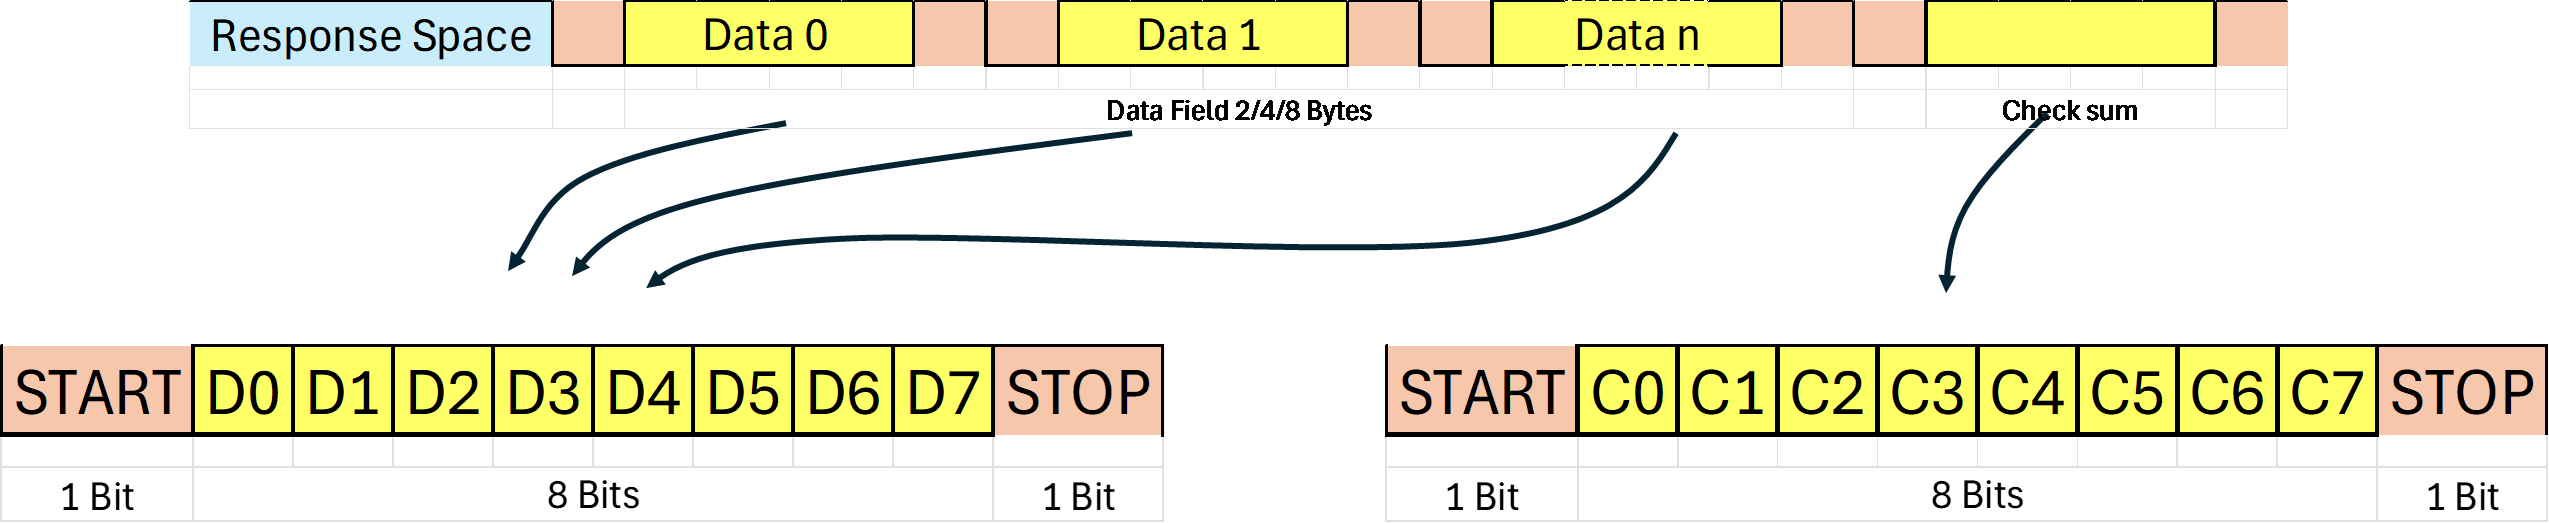 Response Space Data 0 Data 1 Data n
Data Field 2/4/8 Bytes Check sum
START D0 D1 D2 D3 D4 D5 D6 D7 STOP START C0 C1 C2 C3 C4 C5 C6 C7 STOP
1 Bit 8 Bits 1 Bit 1 Bit 8 Bits 1 Bit